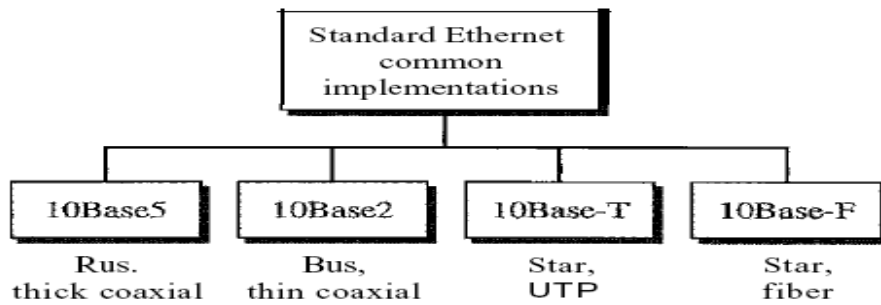 Standard Ethernet
common
implementations
10Base5
10Base2
10Base-T
10Base-F
Rus.
thick coaxial
Bus,
thin coaxial
Star,
UTP
Star,
fiber